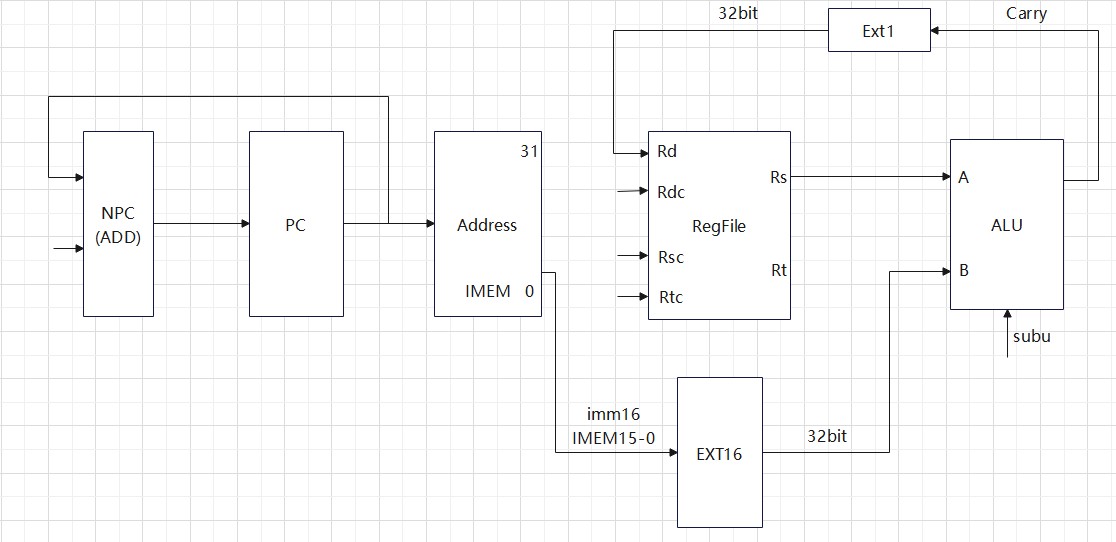 32bit
Ext1
Carry
NPC
(ADD)
PC
31
Address
IMEM 0
Rd
Rdc
Rs
RegFile
Rsc
Rt
Rtc
A
ALU
B
subu
imm16
IMEM15-0
EXT16
32bit